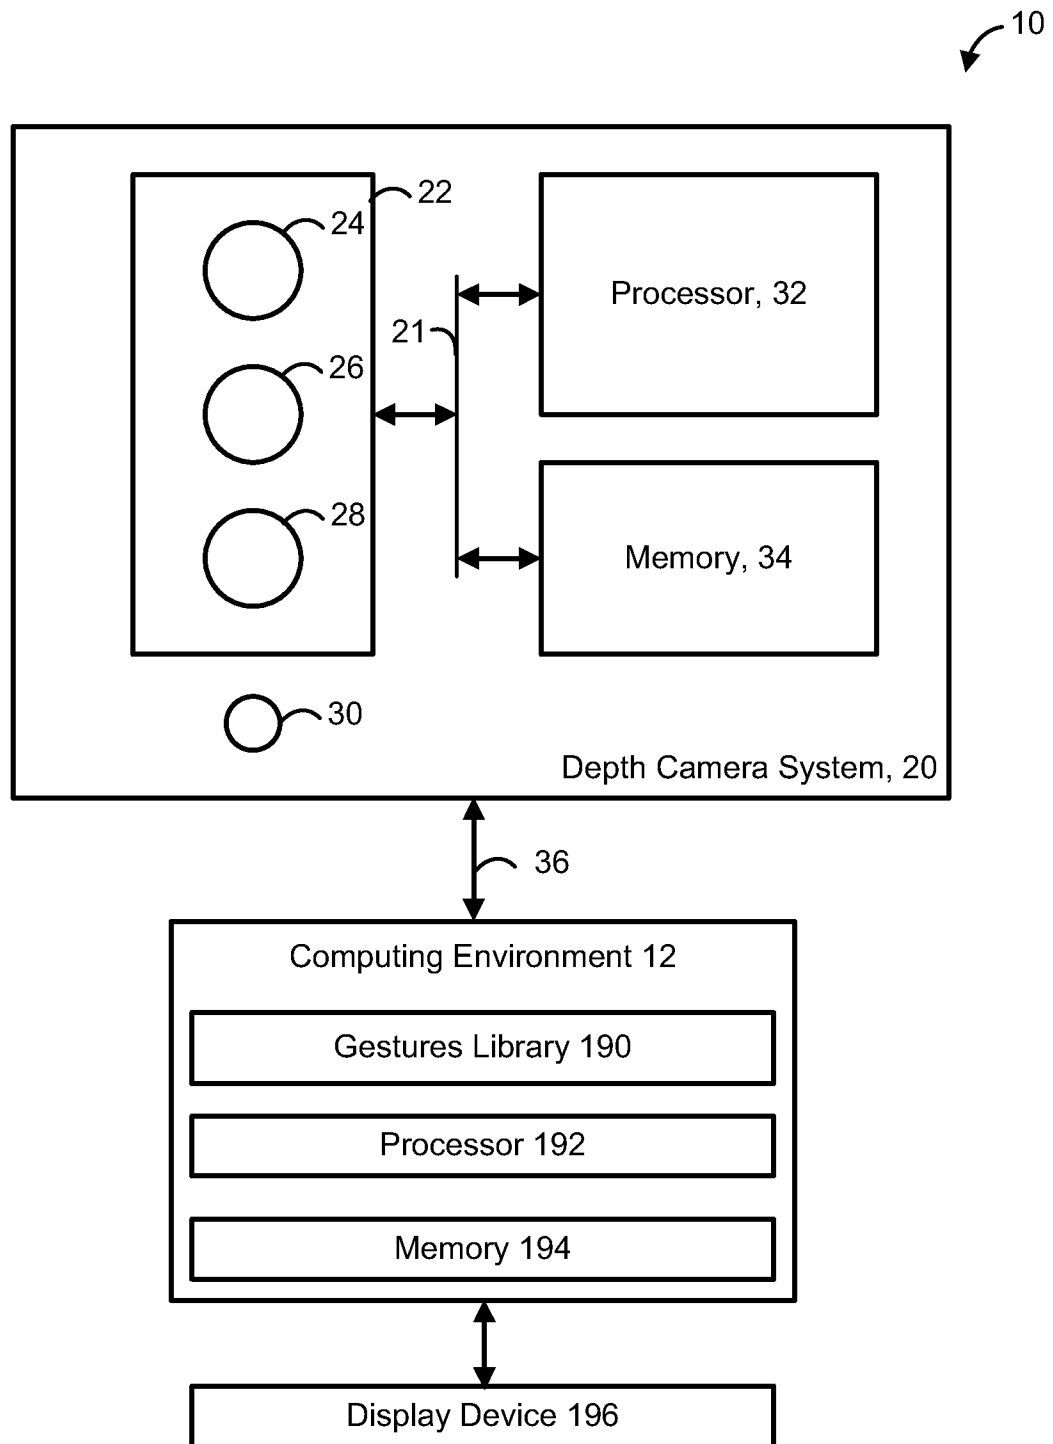 10
22
24
Processor, 32
21
26
28
Memory, 34
30
Depth Camera System, 20
36
Computing Environment 12
Gestures Library 190
Processor 192
Memory 194
Display Device 196